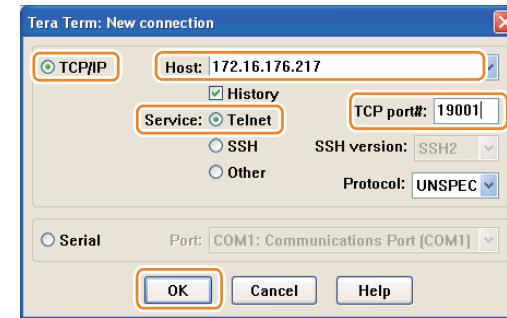 Tera Term: New connection
TCP/IP Host: 172.16.176.217
History
Service: Telnet TCP port#: 19001
SSH SSH version: SSH2
Other Protocol: UNSPEC
Serial Port: COM1: Communications Port (COM1)
OK Cancel Help